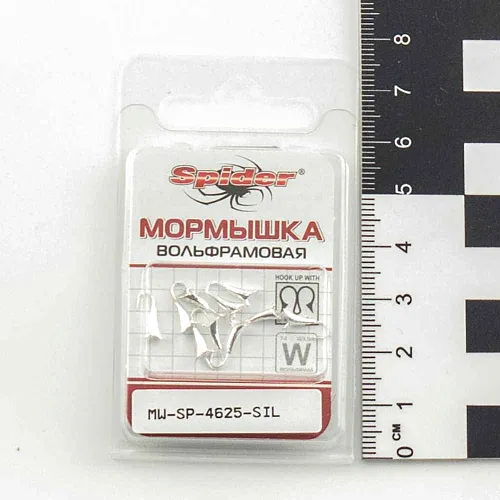 Spider®
МОРМЫШКА
ВОЛЬФРАМОВАЯ
HOOK UP WITH
W
ВОЛЬФРАМ
MW-SP-4625-SIL
8
7
6
5
4
3
2
1
0 СМ